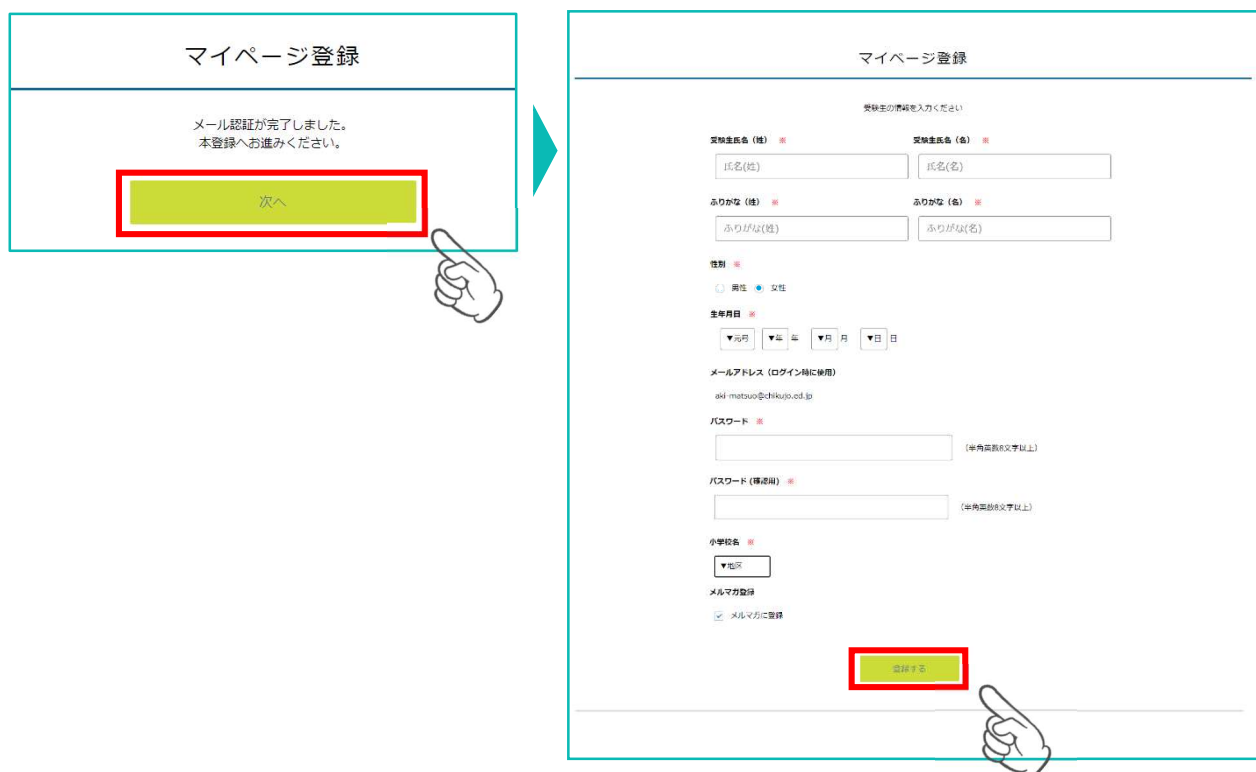 マイページ登録
メール認証が完了しました。
本登録へお進みください。
次へ
マイページ登録
受験生の情報を入力ください
受験生氏名（姓） ※ 受験生氏名（名） ※
氏名(姓) 氏名(名)
ふりがな（姓） ※ ふりがな（名） ※
ふりがな(姓) ふりがな(名)
性別 ※
男性 女性
生年月日 ※
▼元号 ▼年 年 ▼月 月 ▼日 日
メールアドレス（ログイン時に使用）
aki-matsuo@chikujo.ed.jp
パスワード ※
（半角英数8文字以上）
パスワード (確認用) ※
（半角英数8文字以上）
小学校名 ※
▼地区
メルマガ登録
メルマガに登録
登録する